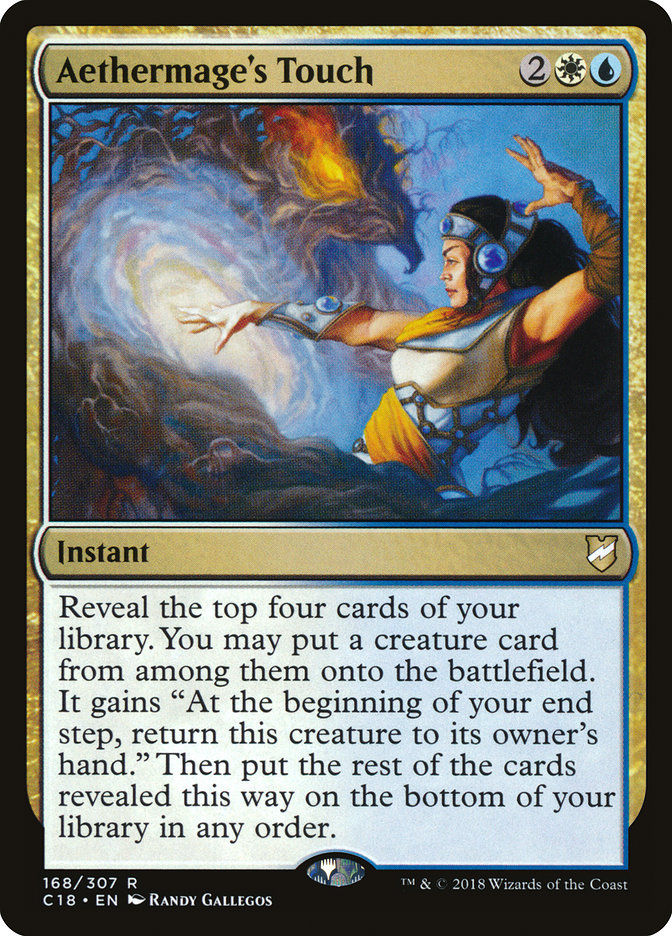 Aethermage's Touch 2
Instant
Reveal the top four cards of your
library. You may put a creature card
from among them onto the battlefield.
It gains “At the beginning of your end
step, return this creature to its owner’s
hand.” Then put the rest of the cards
revealed this way on the bottom of your
library in any order.
168/307 R
C18 • EN Randy Gallegos
™ & © 2018 Wizards of the Coast